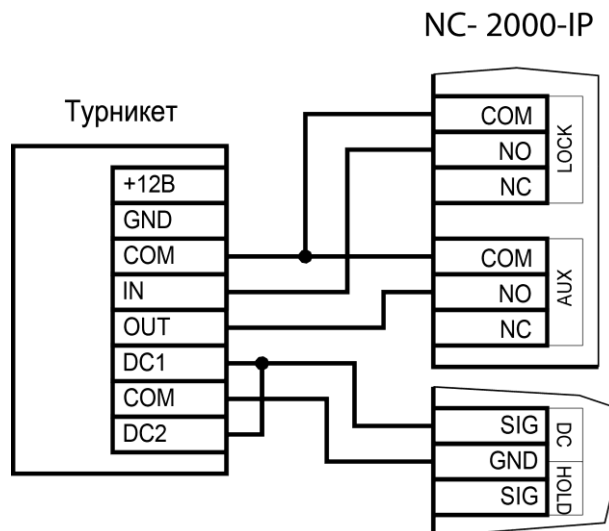 NC- 2000-IP
Турникет
+12В
GND
COM
IN
OUT
DC1
COM
DC2
COM
NO
NC
LOCK
COM
NO
NC
AUX
SIG
GND
SIG
DC
HOLD